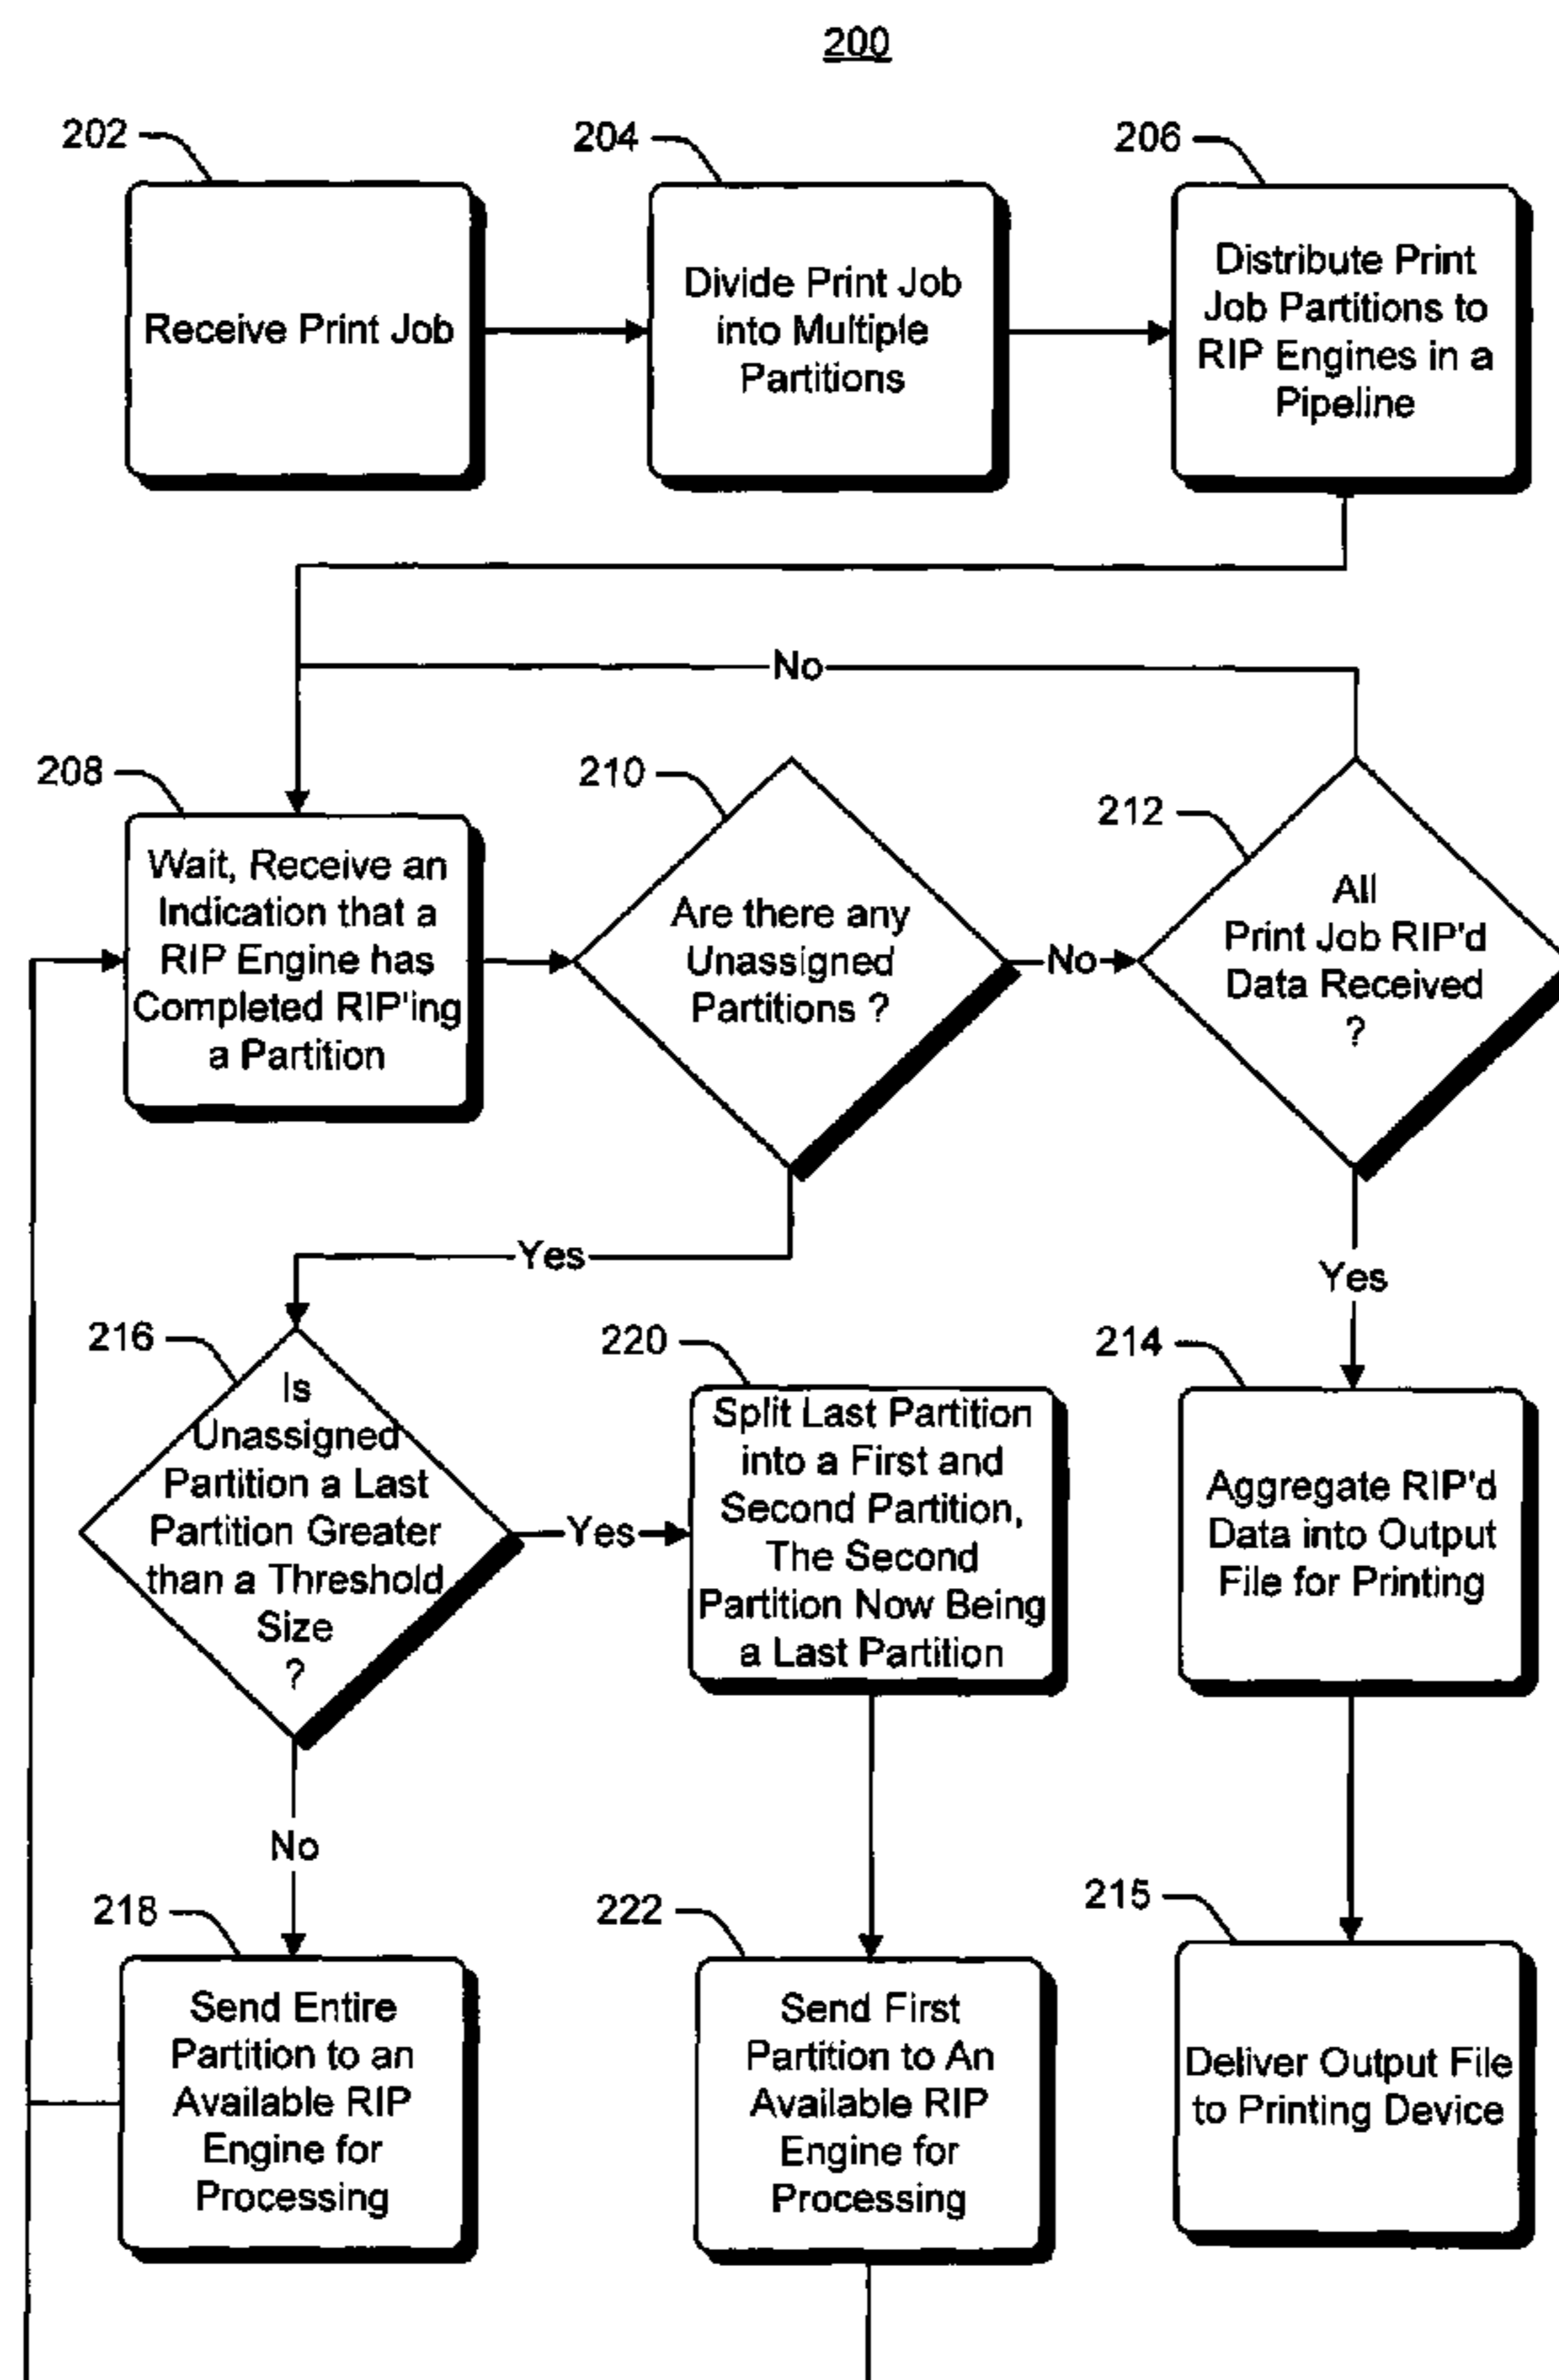 200
202
204
206
Receive Print Job
Divide Print Job
into Multiple
Partitions
Distribute Print
Job Partitions to
RIP Engines in a
Pipeline
No
208
210
212
Wait, Receive an
Indication that a
RIP Engine has
Completed RIP'ing
a Partition
Are there any
Unassigned
Partitions ?
No
All
Print Job RIP'd
Data Received
?
Yes
Yes
216
220
214
Is
Unassigned
Partition a Last
Partition Greater
than a Threshold
Size
?
Yes
Split Last Partition
into a First and
Second Partition,
The Second
Partition Now Being
a Last Partition
Aggregate RIP'd
Data into Output
File for Printing
No
218
222
215
Send Entire
Partition to an
Available RIP
Engine for
Processing
Send First
Partition to An
Available RIP
Engine for
Processing
Deliver Output File
to Printing Device